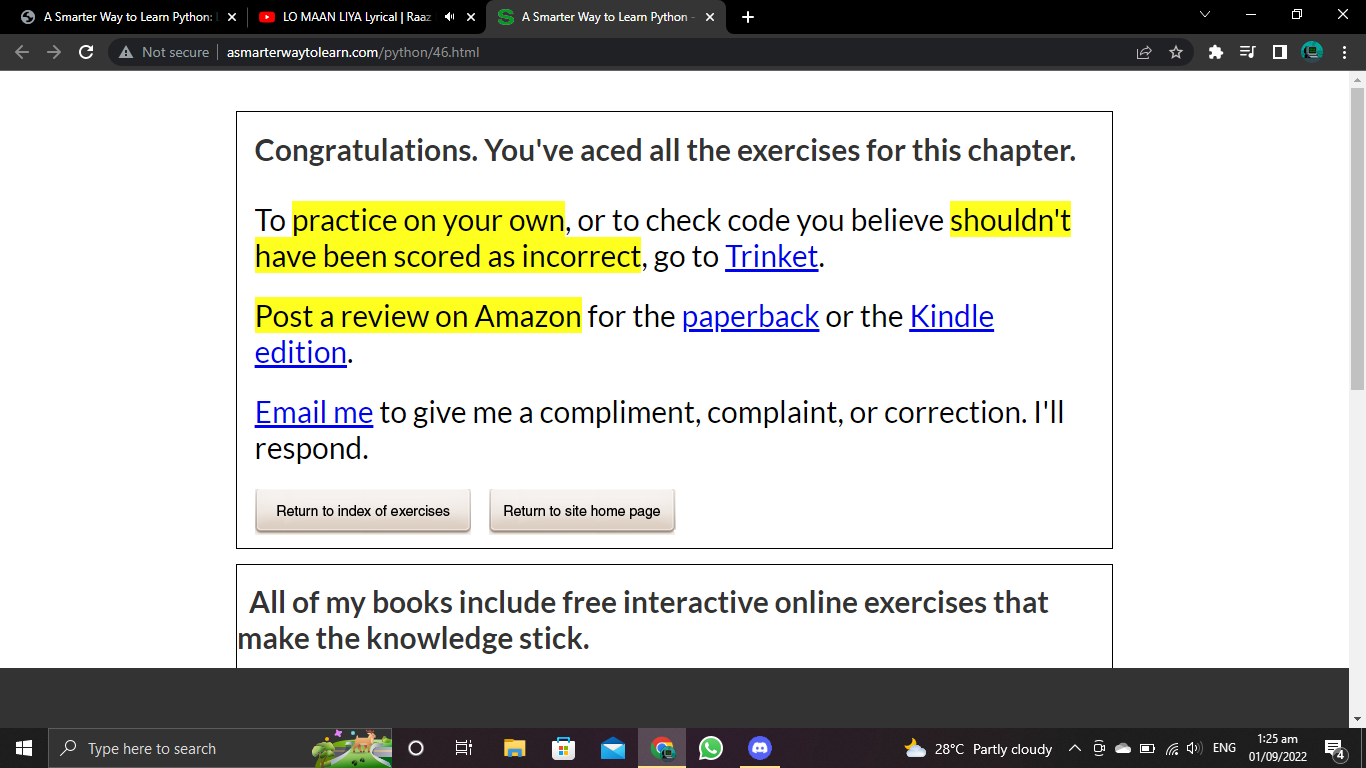 A Smarter Way to Learn Python:
LO MAAN LIYA Lyrical | Raaz
A Smarter Way to Learn Python -
Not secure
asmarterwaytolearn.com/python/46.html
Congratulations. You've aced all the exercises for this chapter.
To practice on your own, or to check code you believe shouldn't
have been scored as incorrect, go to Trinket.
Post a review on Amazon for the paperback or the Kindle
edition.
Email me to give me a compliment, complaint, or correction. I'll
respond.
Return to index of exercises
Return to site home page
All of my books include free interactive online exercises that
make the knowledge stick.
Type here to search
28°C Partly cloudy
ENG
1:25 am
01/09/2022
4